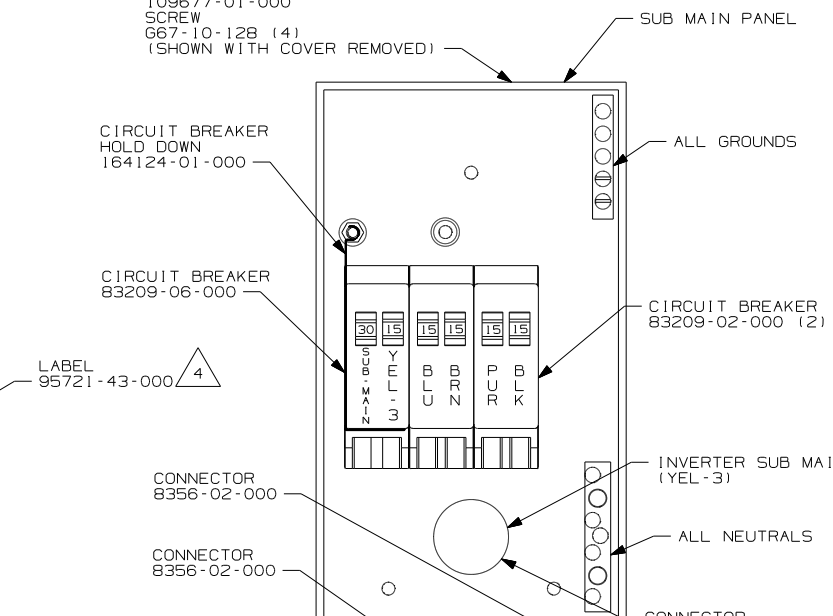 109677-01-000
SCREW
G67-10-128 (4)
(SHOWN WITH COVER REMOVED)
SUB MAIN PANEL
CIRCUIT BREAKER
HOLD DOWN
164124-01-000
ALL GROUNDS
CIRCUIT BREAKER
83209-06-000
CIRCUIT BREAKER
83209-02-000 (2)
30 15 15 15 15 15
SUB-MAIN
YEL-3
BLU
BRN
PUR
BLK
LABEL
95721-43-000
4
CONNECTOR
8356-02-000
INVERTER SUB MAI
(YEL-3)
ALL NEUTRALS
CONNECTOR
8356-02-000
CONNECTOR